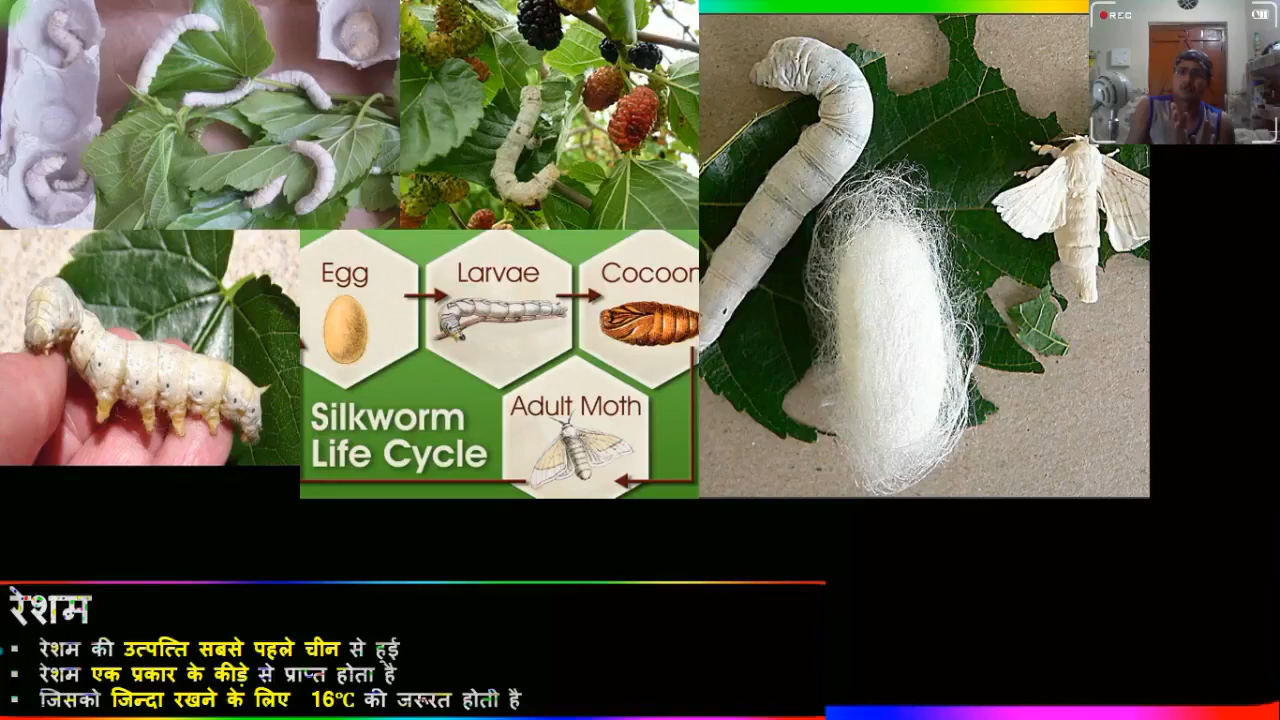 REC
Egg
Larvae
Cocoon
Adult Moth
Silkworm
Life Cycle
रेशम
▪ रेशम की उत्पत्ति सबसे पहले चीन से हुई
▪ रेशम एक प्रकार के कीड़े से प्राप्त होता है
▪ जिसको जिन्दा रखने के लिए 16°C की जरुरत होती है